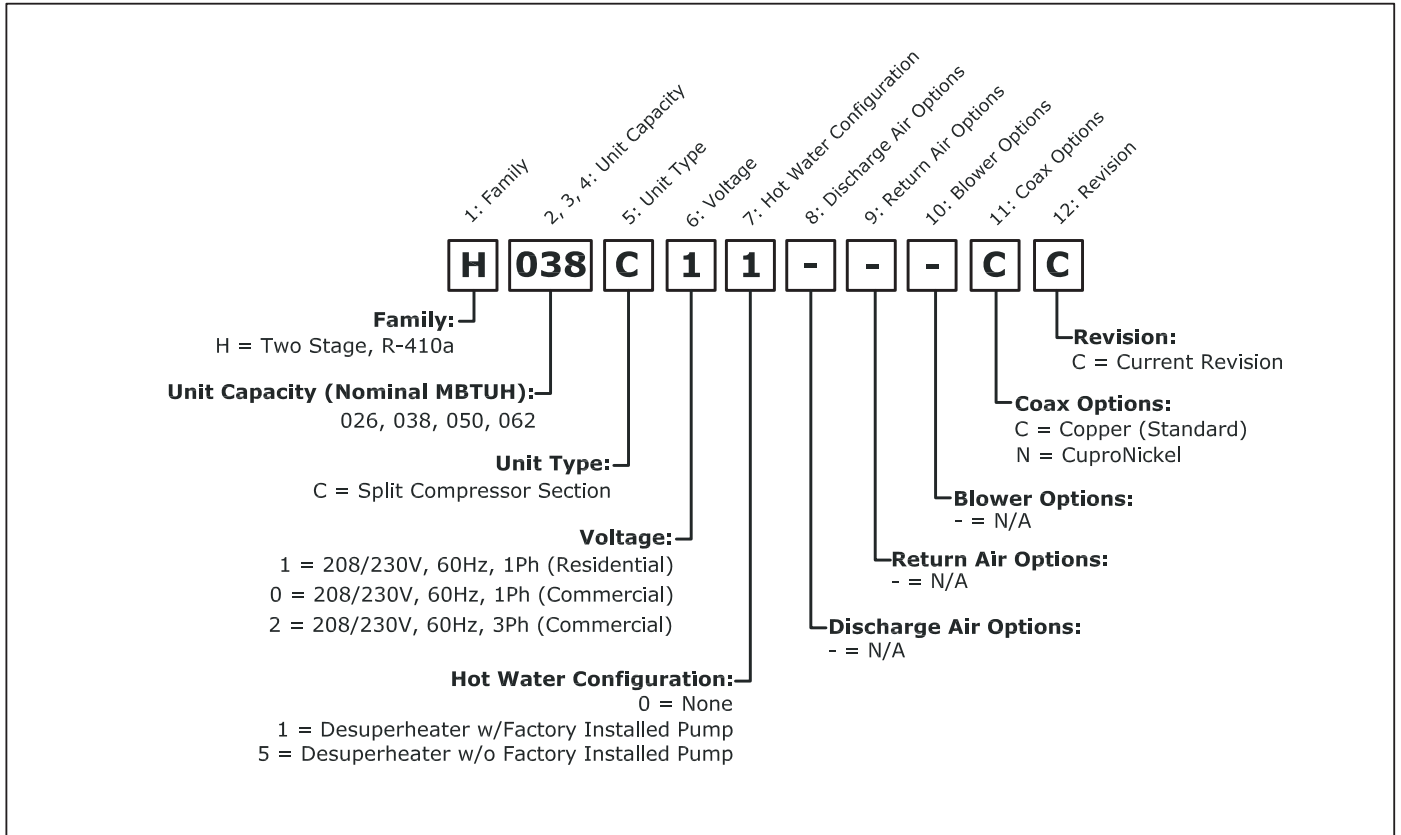 1: Family
2, 3, 4: Unit Capacity
5: Unit Type
6: Voltage
7: Hot Water Configuration
8: Discharge Air Options
9: Return Air Options
10: Blower Options
11: Coax Options
12: Revision
H 038 C 1 1 - - - C C
Family:
H = Two Stage, R-410a
Unit Capacity (Nominal MBTUH):
026, 038, 050, 062
Unit Type:
C = Split Compressor Section
Voltage:
1 = 208/230V, 60Hz, 1Ph (Residential)
0 = 208/230V, 60Hz, 1Ph (Commercial)
2 = 208/230V, 60Hz, 3Ph (Commercial)
Hot Water Configuration:
0 = None
1 = Desuperheater w/Factory Installed Pump
5 = Desuperheater w/o Factory Installed Pump
Revision:
C = Current Revision
Coax Options:
C = Copper (Standard)
N = CuproNickel
Blower Options:
- = N/A
Return Air Options:
- = N/A
Discharge Air Options:
- = N/A